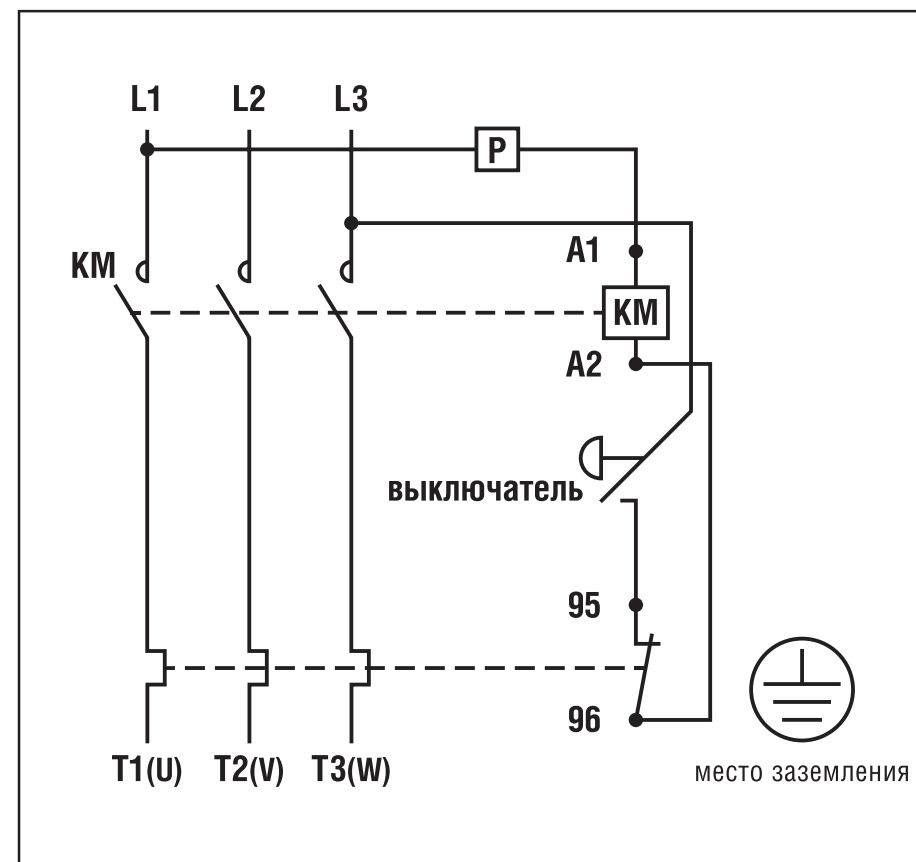 L1 L2 L3
P
KM
A1
KM
A2
выключатель
95
96
T1(U) T2(V) T3(W)
место заземления